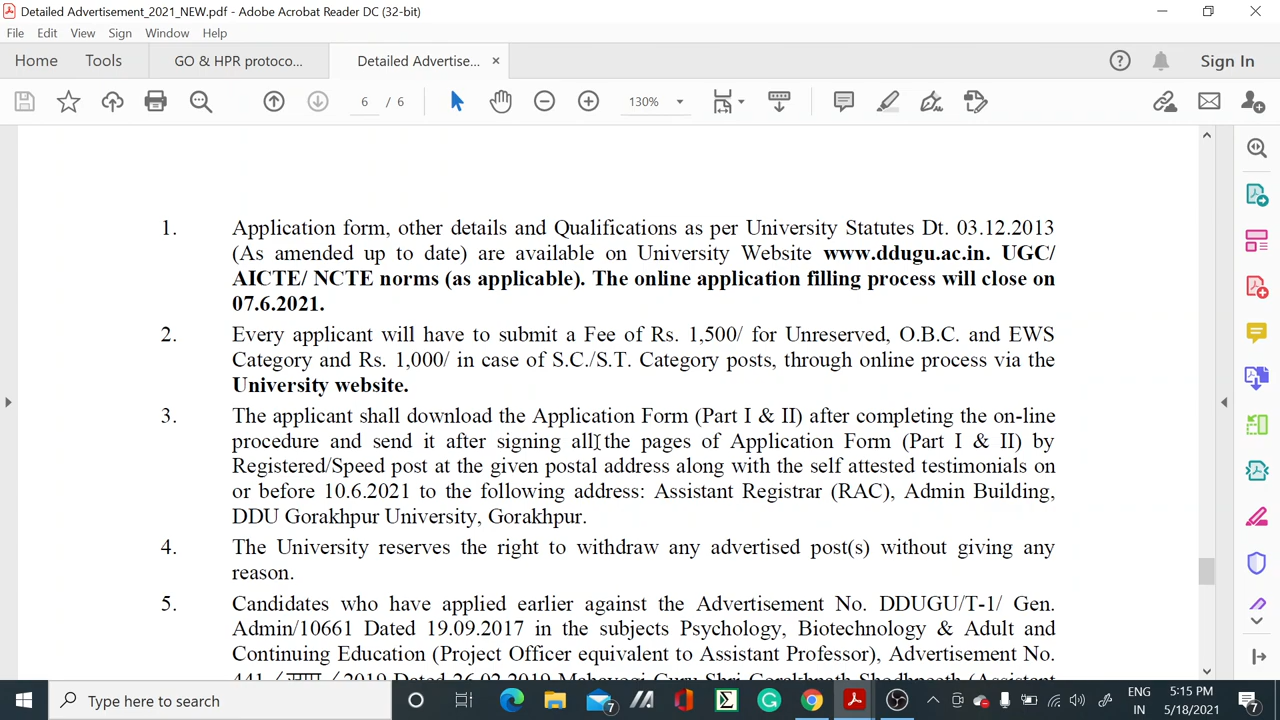 Detailed Advertisement_2021_NEW.pdf - Adobe Acrobat Reader DC (32-bit)
File Edit View Sign Window Help
Home Tools GO & HPR protoco... Detailed Advertise... × Sign In
6 / 6 130%
1. Application form, other details and Qualifications as per University Statutes Dt. 03.12.2013
(As amended up to date) are available on University Website www.ddugu.ac.in. UGC/
AICTE/ NCTE norms (as applicable). The online application filling process will close on
07.6.2021.
2. Every applicant will have to submit a Fee of Rs. 1,500/ for Unreserved, O.B.C. and EWS
Category and Rs. 1,000/ in case of S.C./S.T. Category posts, through online process via the
University website.
3. The applicant shall download the Application Form (Part I & II) after completing the on-line
procedure and send it after signing all the pages of Application Form (Part I & II) by
Registered/Speed post at the given postal address along with the self attested testimonials on
or before 10.6.2021 to the following address: Assistant Registrar (RAC), Admin Building,
DDU Gorakhpur University, Gorakhpur.
4. The University reserves the right to withdraw any advertised post(s) without giving any
reason.
5. Candidates who have applied earlier against the Advertisement No. DDUGU/T-1/ Gen.
Admin/10661 Dated 19.09.2017 in the subjects Psychology, Biotechnology & Adult and
Continuing Education (Project Officer equivalent to Assistant Professor), Advertisement No.
Type here to search
7
ENG
IN
5:15 PM
5/18/2021
7